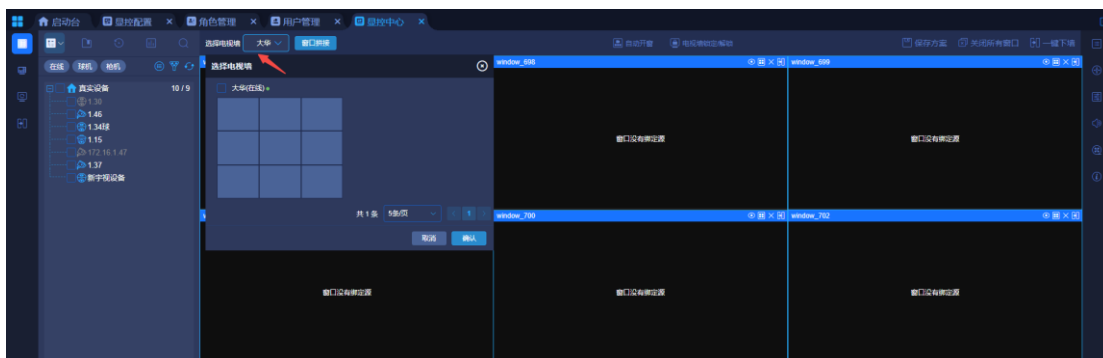 启动台 显控配置 × 角色管理 × 用户管理 × 显控中心 ×
选择电视墙 大华 窗口拼接 自动开窗 电视墙锁定/解锁 保存方案 关闭所有窗口 一键下墙
在线 球机 枪机
真实设备 10 / 9
1.30
1.46
1.34球
1.15
172.16.1.47
1.37
新宇视设备
选择电视墙
大华(在线)
共 1 条 5条/页 1
取消 确认
window_698
窗口没有绑定源
window_699
窗口没有绑定源
窗口没有绑定源
window_700
窗口没有绑定源
window_702
窗口没有绑定源